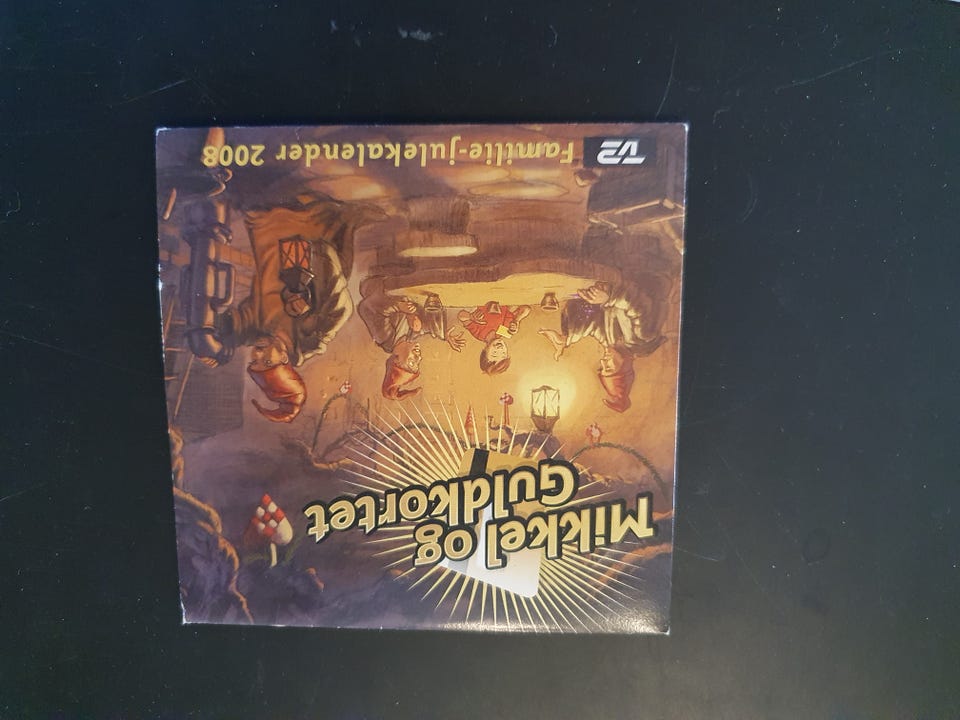 Mikkel og
Guldkortet
TV2 Familie-julekalender 2008